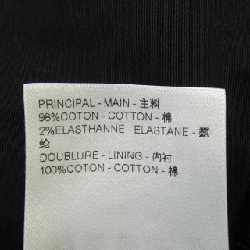 PRINCIPAL - MAIN - 主料
98%COTON - COTTON - 棉
2%ELASTHANNE - ELASTANE - 氨
纶
DOUBLURE - LINING - 内衬
100%COTON - COTTON - 棉